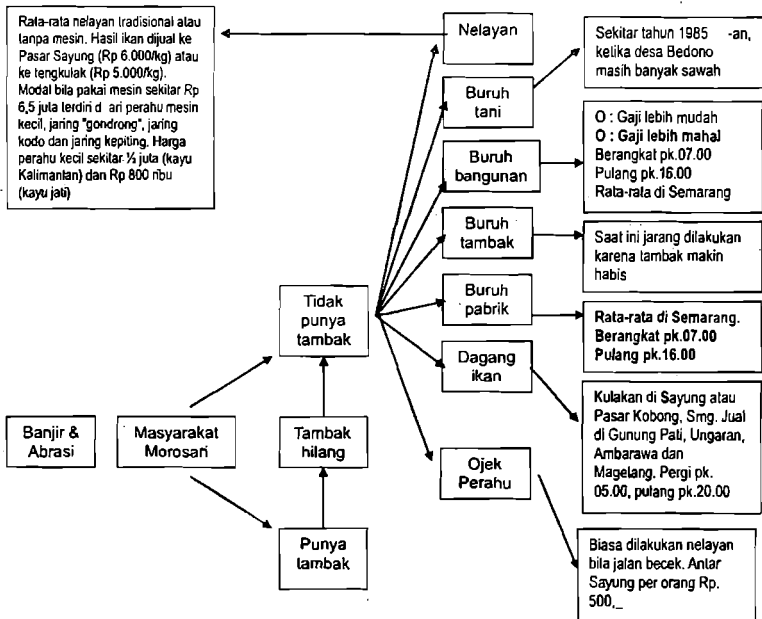 Rata-rata nelayan tradisional atau
tanpa mesin. Hasil ikan dijual ke
Pasar Sayung (Rp 6.000/kg) atau
ke tengkulak (Rp 5.000/kg).
Modal bila pakai mesin sekitar Rp
6,5 juta terdiri d ari perahu mesin
kecil, jaring "gondrong", jaring
kodo dan jaring kepiting. Harga
perahu kecil sekitar ½ juta (kayu
Kalimantan) dan Rp 800 ribu
(kayu jati)
Nelayan
Sekitar tahun 1985 -an,
ketika desa Bedono
masih banyak sawah
Buruh
tani
O : Gaji lebih mudah
O : Gaji lebih mahal
Berangkat pk.07.00
Pulang pk.16.00
Rata-rata di Semarang
Buruh
bangunan
Buruh
tambak
Saat ini jarang dilakukan
karena tambak makin
habis
Tidak
punya
tambak
Buruh
pabrik
Rata-rata di Semarang.
Berangkat pk.07.00
Pulang pk.16.00
Dagang
ikan
Kulakan di Sayung atau
Pasar Kobong, Smg. Jual
di Gunung Pati, Ungaran,
Ambarawa dan
Magelang. Pergi pk.
05.00, pulang pk.20.00
Banjir &
Abrasi
Masyarakat
Morosari
Tambak
hilang
Ojek
Perahu
Punya
tambak
Biasa dilakukan nelayan
bila jalan becek. Antar
Sayung per orang Rp.
500,_